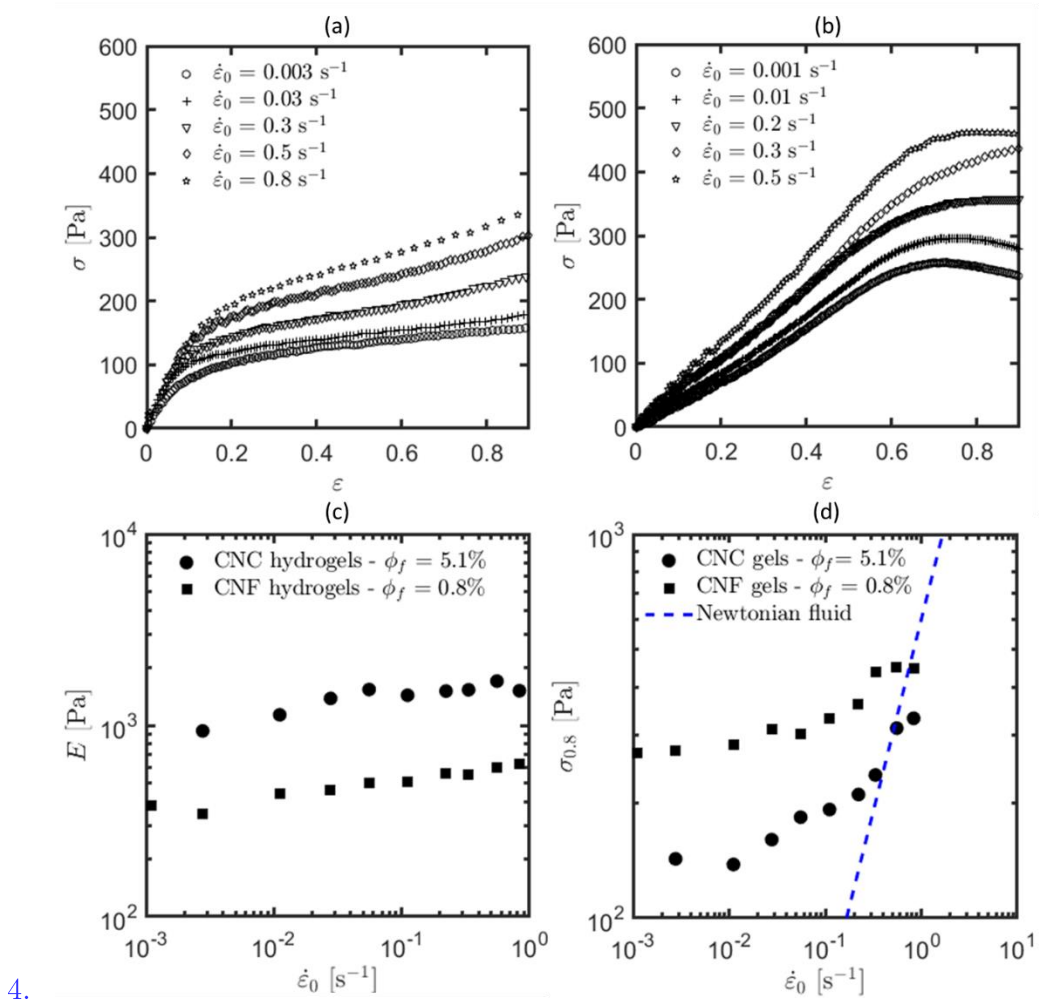 (a)
600
500
400
300
200
100
0
σ [Pa]
ε̇₀ = 0.003 s⁻¹
ε̇₀ = 0.03 s⁻¹
ε̇₀ = 0.3 s⁻¹
ε̇₀ = 0.5 s⁻¹
ε̇₀ = 0.8 s⁻¹
0 0.2 0.4 0.6 0.8
ε
(b)
600
500
400
300
200
100
0
σ [Pa]
ε̇₀ = 0.001 s⁻¹
ε̇₀ = 0.01 s⁻¹
ε̇₀ = 0.2 s⁻¹
ε̇₀ = 0.3 s⁻¹
ε̇₀ = 0.5 s⁻¹
0 0.2 0.4 0.6 0.8
ε
(c)
10⁴
10³
10²
E [Pa]
CNC hydrogels - ϕ_f = 5.1%
CNF hydrogels - ϕ_f = 0.8%
10⁻³ 10⁻² 10⁻¹ 10⁰
ε̇₀ [s⁻¹]
(d)
10³
10²
σ₀.₈ [Pa]
CNC gels - ϕ_f= 5.1%
CNF gels - ϕ_f = 0.8%
Newtonian fluid
10⁻³ 10⁻² 10⁻¹ 10⁰ 10¹
ε̇₀ [s⁻¹]
4.